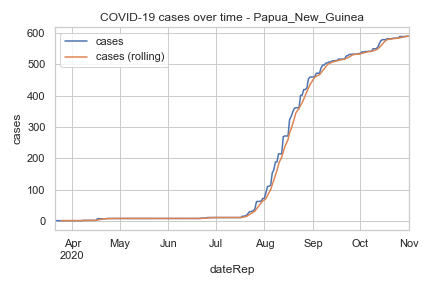 COVID-19 cases over time - Papua_New_Guinea
cases
cases (rolling)
600
500
400
300
200
100
0
cases
Apr May Jun Jul Aug Sep Oct Nov
2020
dateRep